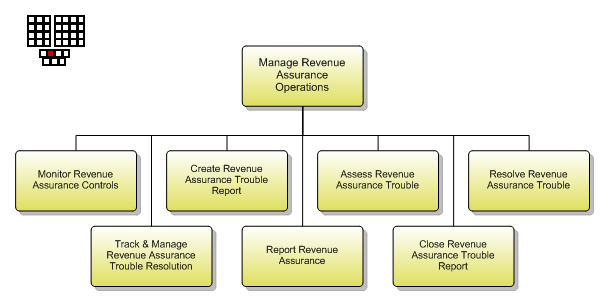 Manage Revenue
Assurance
Operations
Monitor Revenue
Assurance Controls
Create Revenue
Assurance Trouble
Report
Assess Revenue
Assurance Trouble
Resolve Revenue
Assurance Trouble
Track & Manage
Revenue Assurance
Trouble Resolution
Report Revenue
Assurance
Close Revenue
Assurance Trouble
Report